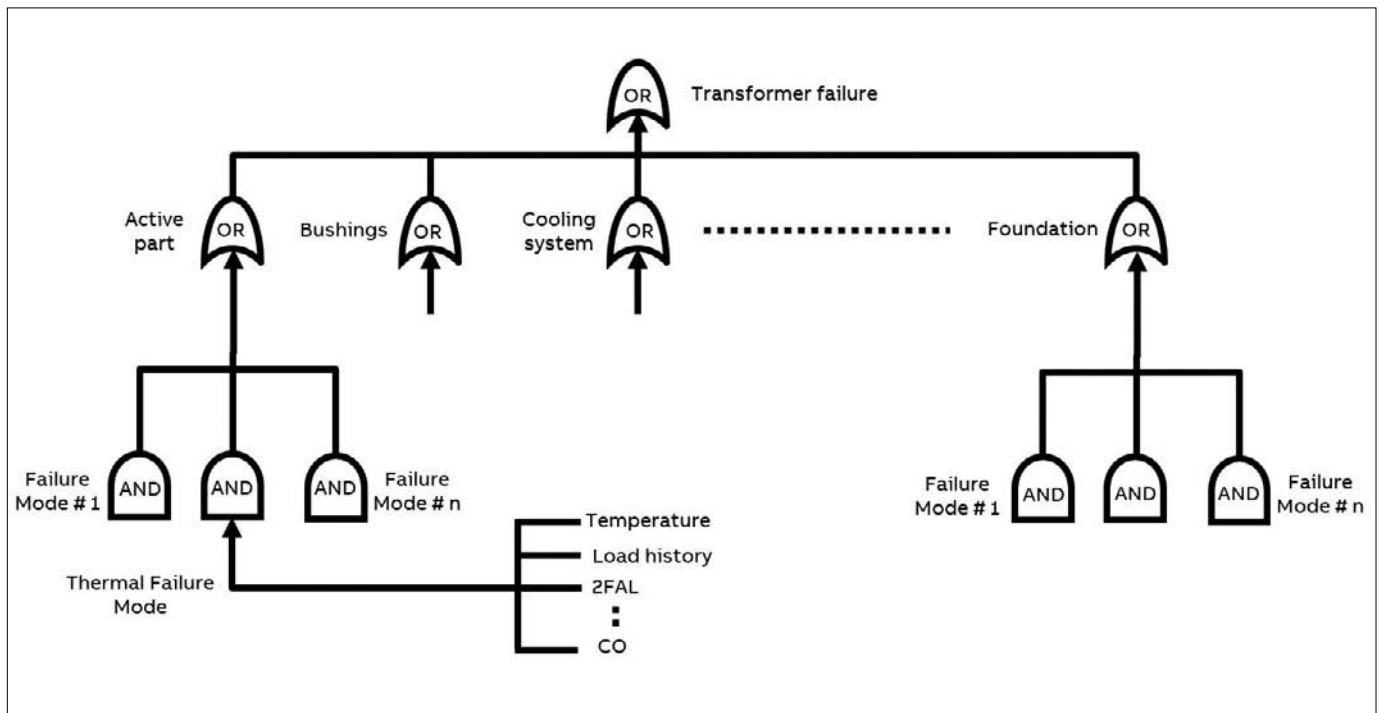 OR
Transformer failure
Active
part
OR
Bushings
OR
Cooling
system
OR
Foundation
OR
Failure
Mode # 1
AND
AND
AND
Failure
Mode # n
Failure
Mode # 1
AND
AND
AND
Failure
Mode # n
Thermal Failure
Mode
Temperature
Load history
2FAL
CO